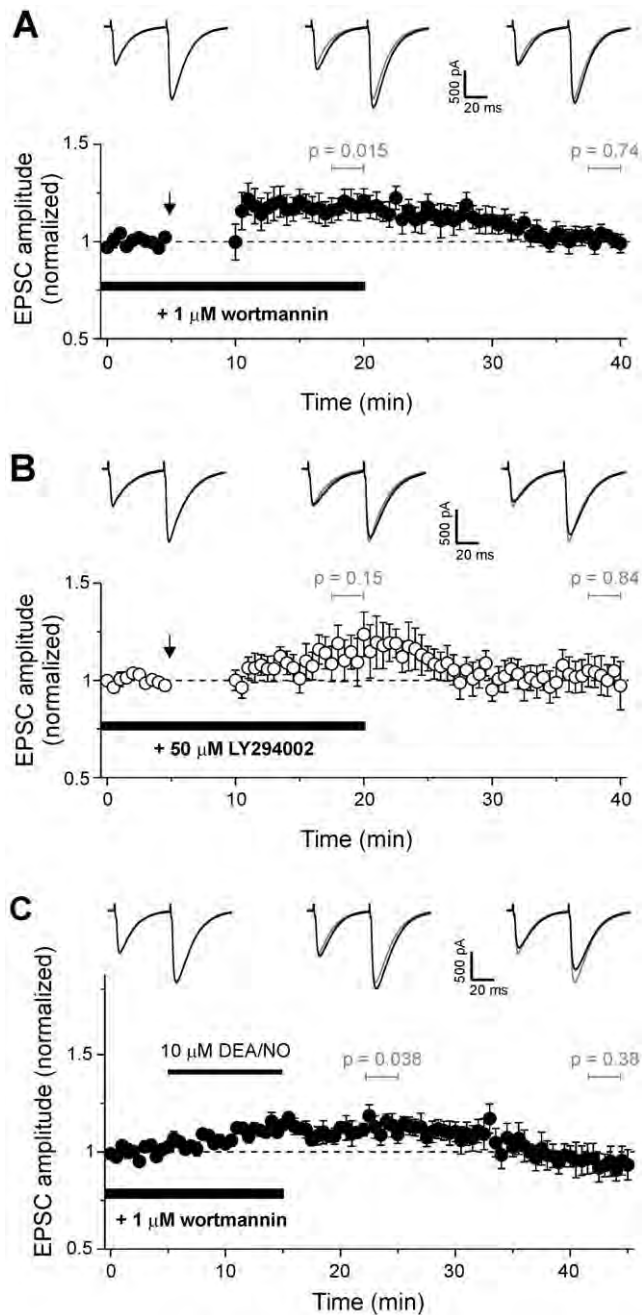 A
500 pA
20 ms
p = 0.015
p = 0.74
1.5
1
0.5
EPSC amplitude
(normalized)
+ 1 μM wortmannin
0
10
20
30
40
Time (min)
B
500 pA
20 ms
p = 0.15
p = 0.84
1.5
1
0.5
EPSC amplitude
(normalized)
+ 50 μM LY294002
0
10
20
30
40
Time (min)
C
500 pA
20 ms
10 μM DEA/NO
p = 0.038
p = 0.38
1.5
1
0.5
EPSC amplitude (normalized)
+ 1 μM wortmannin
0
10
20
30
40
Time (min)